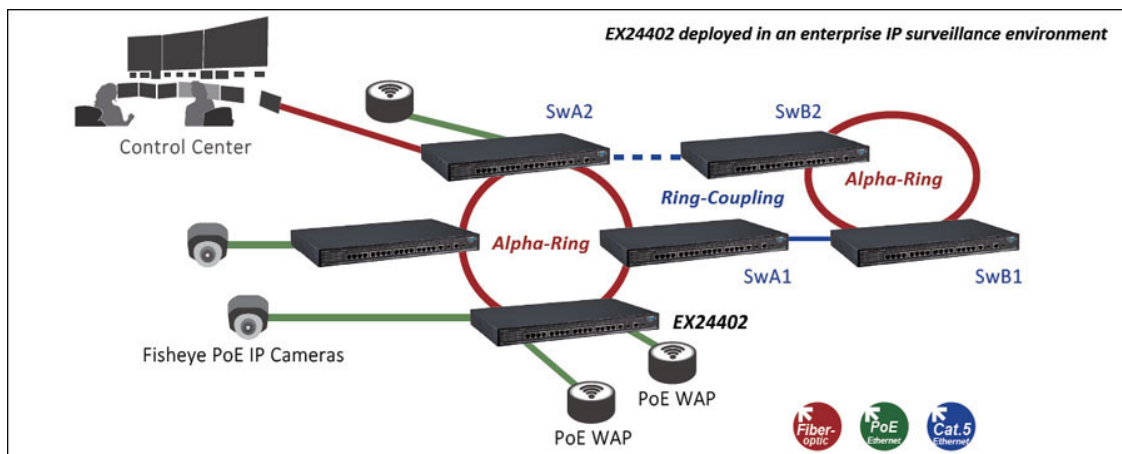 EX24402 deployed in an enterprise IP surveillance environment
SwA2
SwB2
Control Center
Alpha-Ring
Ring-Coupling
Alpha-Ring
SwA1
SwB1
EX24402
Fisheye PoE IP Cameras
PoE WAP
PoE WAP
Fiber-
optic
PoE
Ethernet
Cat.5
Ethernet